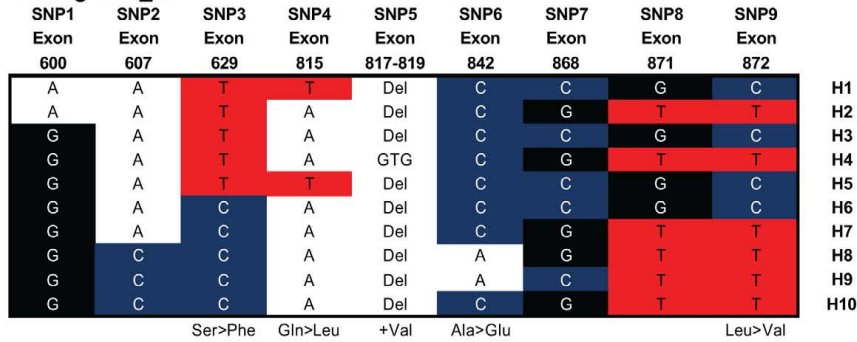 SNP1 SNP2 SNP3 SNP4 SNP5 SNP6 SNP7 SNP8 SNP9
Exon Exon Exon Exon Exon Exon Exon Exon Exon
600 607 629 815 817-819 842 868 871 872
A A T T Del C C G C H1
A A T A Del C G T T H2
G A T A Del C C G C H3
G A T A GTG C G T T H4
G A T T Del C C G C H5
G A C A Del C C G C H6
G A C A Del C G T T H7
G C C A Del A G T T H8
G C C A Del A C T T H9
G C C A Del C G T T H10
Ser>Phe Gln>Leu +Val Ala>Glu Leu>Val